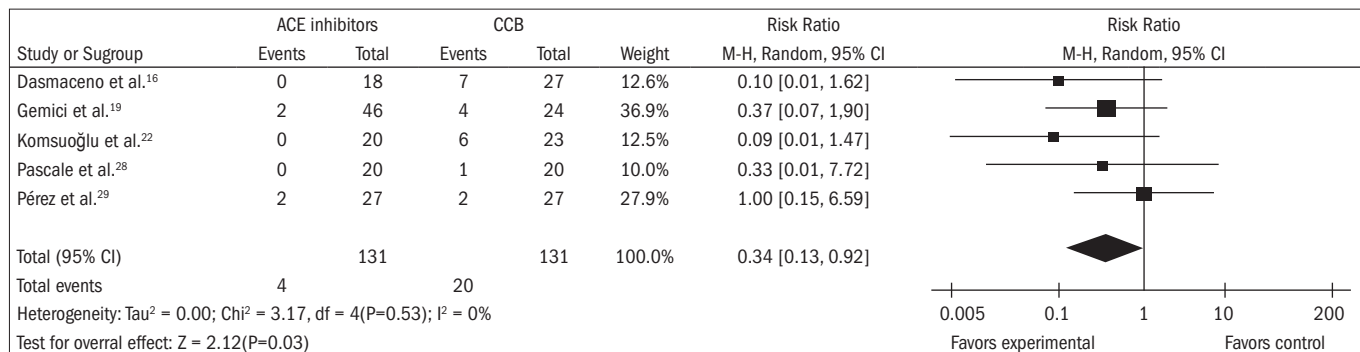 ACE inhibitors CCB Risk Ratio Risk Ratio
Study or Sugroup Events Total Events Total Weight M-H, Random, 95% CI M-H, Random, 95% CI
Dasmaceno et al.¹⁶ 0 18 7 27 12.6% 0.10 [0.01, 1.62]
Gemici et al.¹⁹ 2 46 4 24 36.9% 0.37 [0.07, 1,90]
Komsuoğlu et al.²² 0 20 6 23 12.5% 0.09 [0.01, 1.47]
Pascale et al.²⁸ 0 20 1 20 10.0% 0.33 [0.01, 7.72]
Pérez et al.²⁹ 2 27 2 27 27.9% 1.00 [0.15, 6.59]
Total (95% CI) 131 131 100.0% 0.34 [0.13, 0.92]
Total events 4 20
Heterogeneity: Tau² = 0.00; Chi² = 3.17, df = 4(P=0.53); I² = 0%
Test for overral effect: Z = 2.12(P=0.03)
0.005 0.1 1 10 200
Favors experimental Favors control